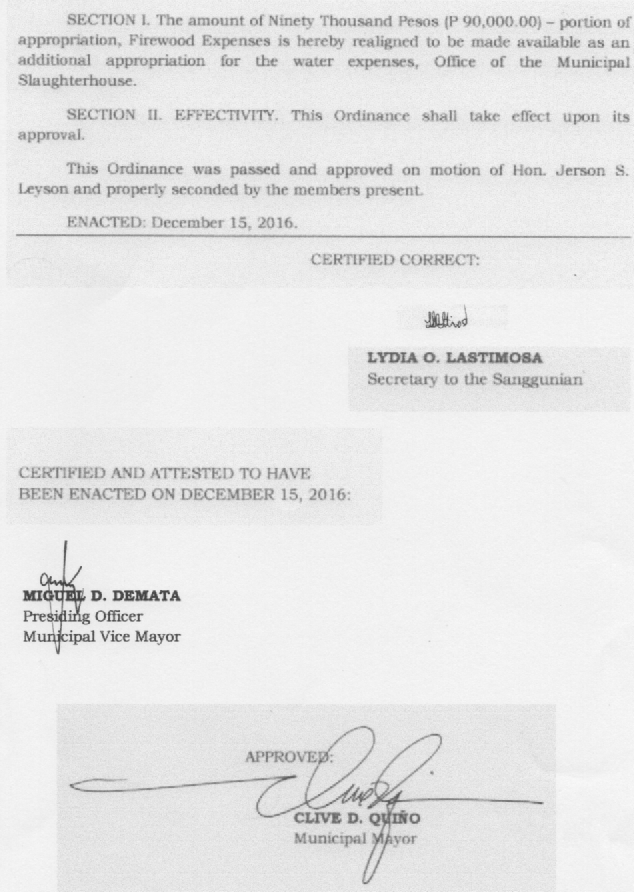 SECTION I. The amount of Ninety Thousand Pesos (P 90,000.00) – portion of
appropriation, Firewood Expenses is hereby realigned to be made available as an
additional appropriation for the water expenses, Office of the Municipal
Slaughterhouse.
SECTION II. EFFECTIVITY. This Ordinance shall take effect upon its
approval.
This Ordinance was passed and approved on motion of Hon. Jerson S.
Leyson and properly seconded by the members present.
ENACTED: December 15, 2016.
CERTIFIED CORRECT:
LYDIA O. LASTIMOSA
Secretary to the Sanggunian
CERTIFIED AND ATTESTED TO HAVE
BEEN ENACTED ON DECEMBER 15, 2016:
MIGUEL D. DEMATA
Presiding Officer
Municipal Vice Mayor
APPROVED:
CLIVE D. QUIÑO
Municipal Mayor